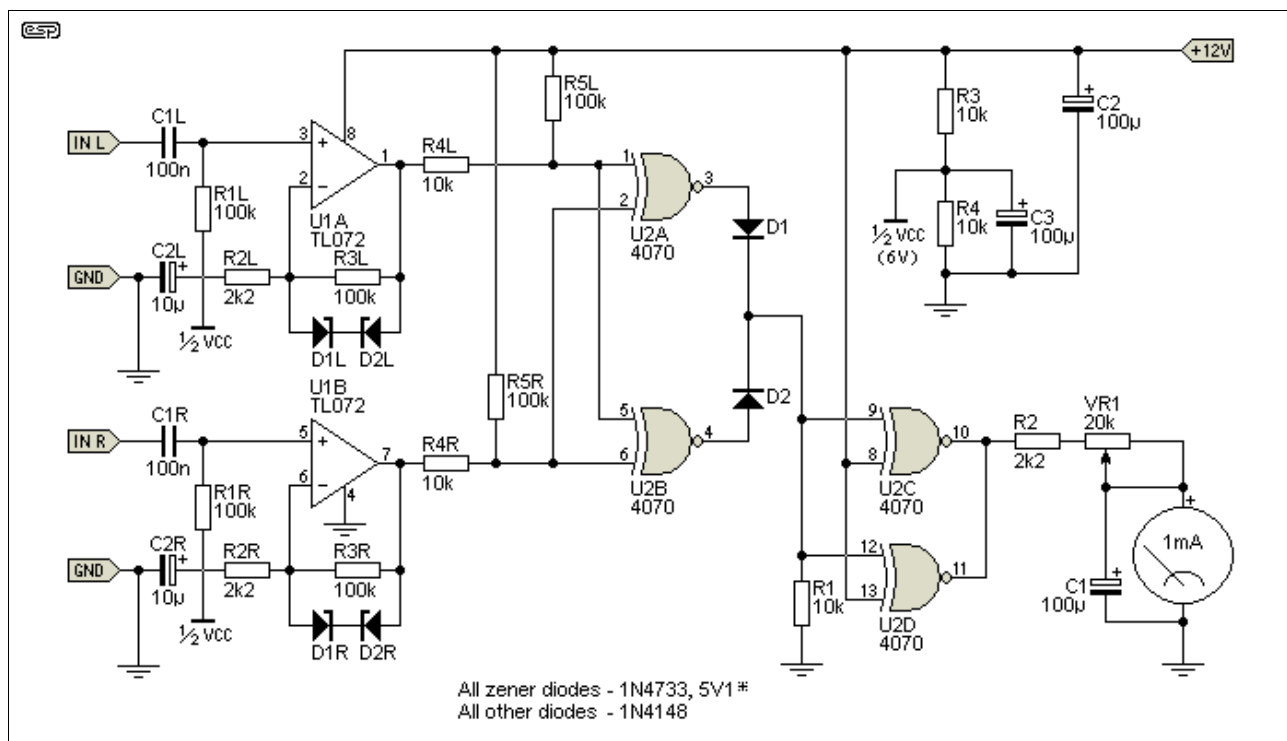 esp
+12V
R5L
100k
R3
10k
C2
100µ
+
IN L
C1L
100n
3
+
8
1
2
−
R4L
10k
1
2
3
R1L
100k
U1A
TL072
U2A
4070
D1
½ VCC
(6V)
R4
10k
+
C3
100µ
GND
C2L
+
10µ
R2L
2k2
R3L
100k
½ VCC
D1L
D2L
U1B
TL072
R5R
100k
D2
IN R
C1R
100n
5
+
7
6
−
4
R4R
10k
5
6
4
U2B
4070
9
8
10
U2C
4070
R2
2k2
VR1
20k
R1R
100k
GND
C2R
+
10µ
R2R
2k2
R3R
100k
½ VCC
D1R
D2R
R1
10k
12
13
11
U2D
4070
+
C1
100µ
+
1mA
All zener diodes - 1N4733, 5V1*
All other diodes - 1N4148